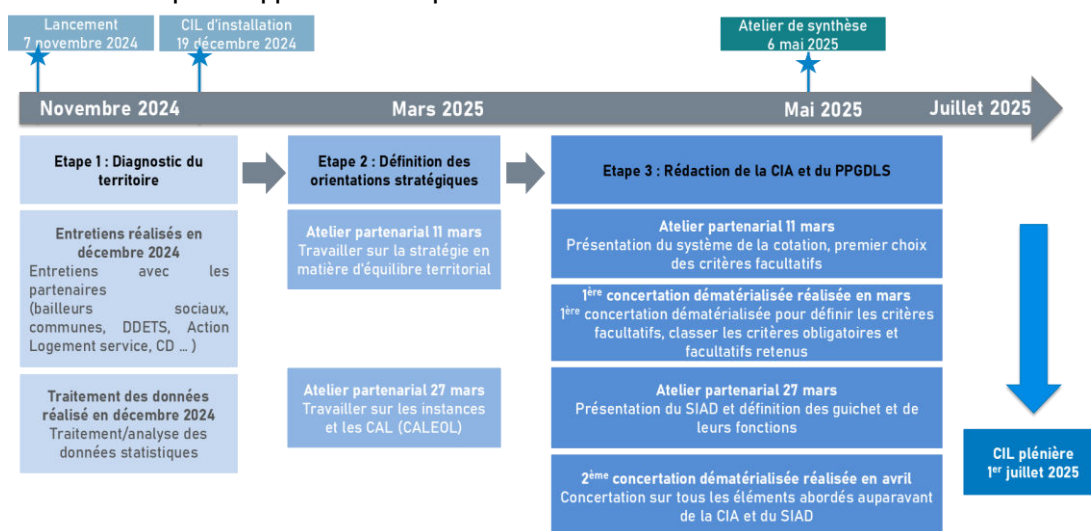 Lancement
7 novembre 2024
CIL d'installation
19 décembre 2024
Atelier de synthèse
6 mai 2025
Novembre 2024
Mars 2025
Mai 2025
Juillet 2025
Etape 1 : Diagnostic du
territoire
Etape 2 : Définition des
orientations stratégiques
Etape 3 : Rédaction de la CIA et du PPGDLS
Entretiens réalisés en
décembre 2024
Entretiens avec les
partenaires
(bailleurs sociaux,
communes, DDETS, Action
Logement service, CD … )
Traitement des données
réalisé en décembre 2024
Traitement/analyse des
données statistiques
Atelier partenarial 11 mars
Travailler sur la stratégie en
matière d'équilibre territorial
Atelier partenarial 27 mars
Travailler sur les instances
et les CAL (CALEOL)
Atelier partenarial 11 mars
Présentation du système de la cotation, premier choix
des critères facultatifs
1ère concertation dématérialisée réalisée en mars
1ère concertation dématérialisée pour définir les critères
facultatifs, classer les critères obligatoires et
facultatifs retenus
Atelier partenarial 27 mars
Présentation du SIAD et définition des guichet et de
leurs fonctions
2ème concertation dématérialisée réalisée en avril
Concertation sur tous les éléments abordés auparavant
de la CIA et du SIAD
CIL plénière
1er juillet 2025